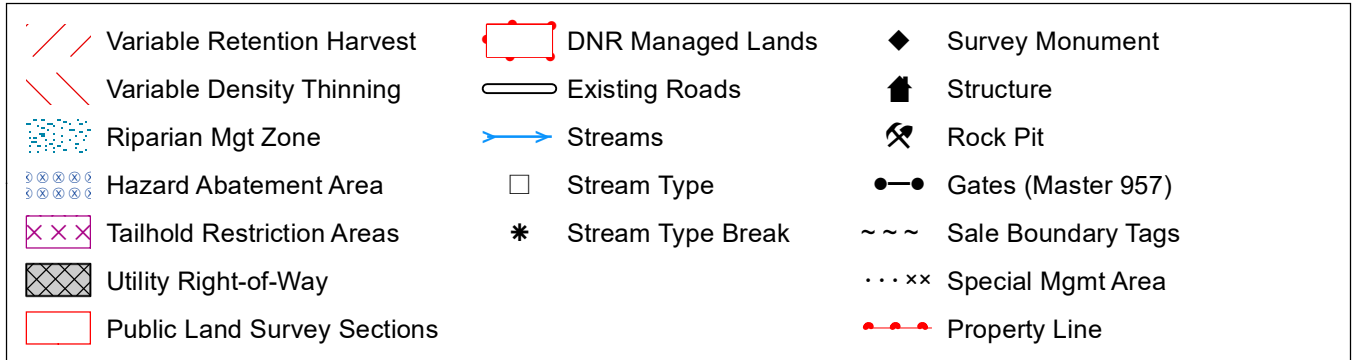 Variable Retention Harvest
Variable Density Thinning
Riparian Mgt Zone
Hazard Abatement Area
Tailhold Restriction Areas
Utility Right-of-Way
Public Land Survey Sections
DNR Managed Lands
Existing Roads
Streams
Stream Type
Stream Type Break
Survey Monument
Structure
Rock Pit
Gates (Master 957)
Sale Boundary Tags
Special Mgmt Area
Property Line